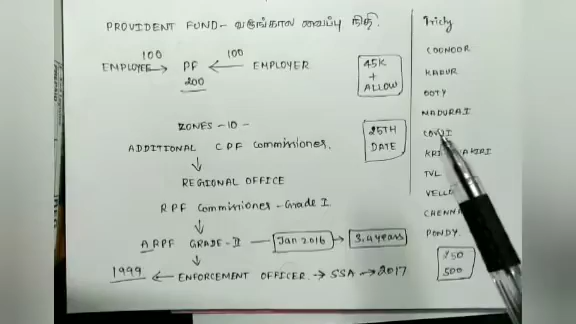 PROVIDENT FUND - வருங்கால வைப்பு நிதி.
100 100
EMPLOYEE → PF ← EMPLOYER
200
45K
+
ALLOW
ZONES - 10 -
ADDITIONAL CPF Commissioner.
25TH
DATE
↓
REGIONAL OFFICE
↓
RPF Commissioner - Grade I
↓
ARPF GRADE - II — Jan 2016 → 3, 4 years
↓
1999 ← ENFORCEMENT OFFICER → SSA → 2017
Tricky
COONOOR
KARUR
OOTY
MADURAI
TVL
VELLO
CHENNA
PONDY
250
500